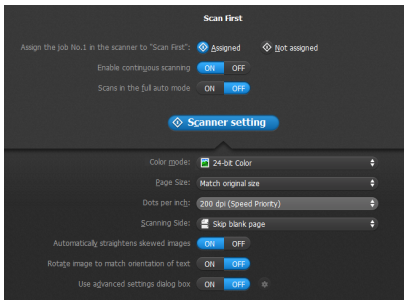 Scan First
Assign the job No.1 in the scanner to "Scan First": Assigned Not assigned
Enable continuous scanning ON OFF
Scans in the full auto mode ON OFF
Scanner setting
Color mode: 24-bit Color
Page Size: Match original size
Dots per inch: 200 dpi (Speed Priority)
Scanning Side: Skip blank page
Automatically straightens skewed images ON OFF
Rotate image to match orientation of text ON OFF
Use advanced settings dialog box ON OFF